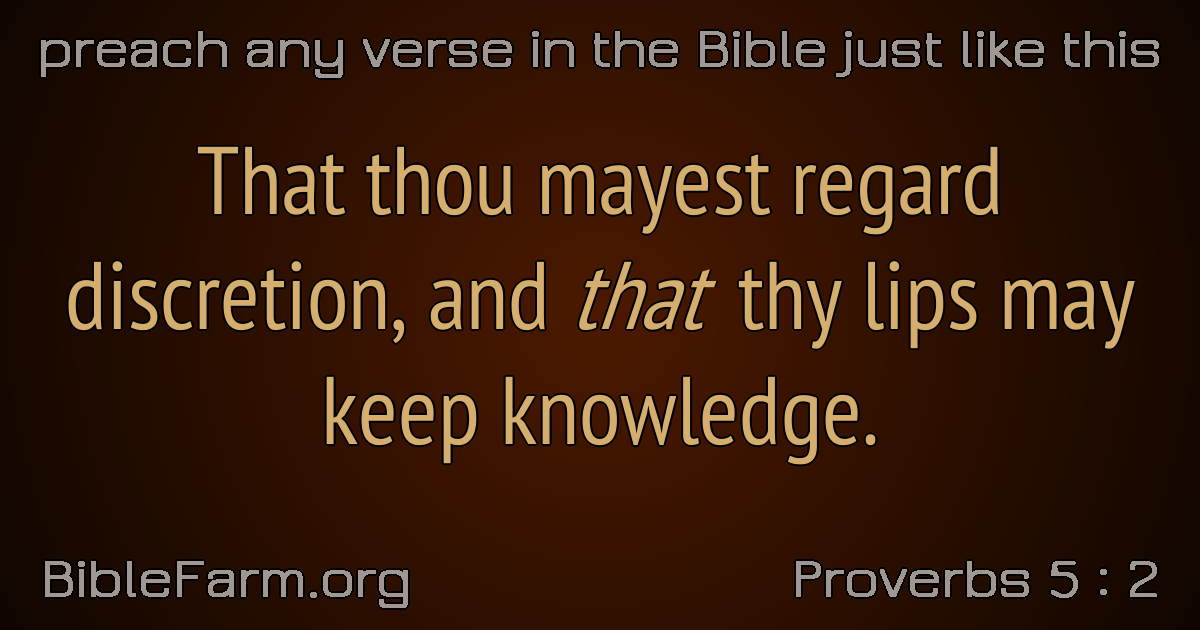 preach any verse in the Bible just like this
That thou mayest regard
discretion, and that thy lips may
keep knowledge.
BibleFarm.org
Proverbs 5 : 2